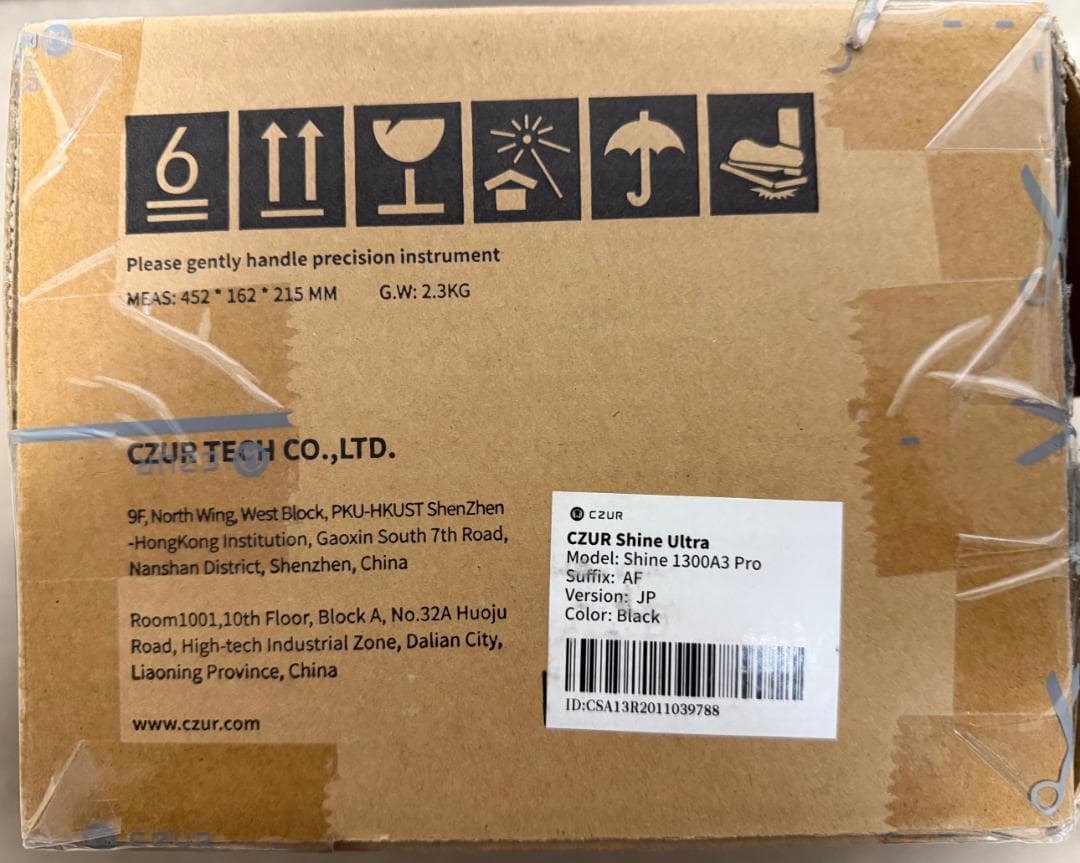 6
Please gently handle precision instrument
MEAS: 452 * 162 * 215 MM G.W: 2.3KG
CZUR TECH CO.,LTD.
9F, North Wing, West Block, PKU-HKUST ShenZhen
-HongKong Institution, Gaoxin South 7th Road,
Nanshan District, Shenzhen, China
Room1001,10th Floor, Block A, No.32A Huoju
Road, High-tech Industrial Zone, Dalian City,
Liaoning Province, China
www.czur.com
CZUR
CZUR Shine Ultra
Model: Shine 1300A3 Pro
Suffix: AF
Version: JP
Color: Black
ID:CSA13R2011039788
CZUR